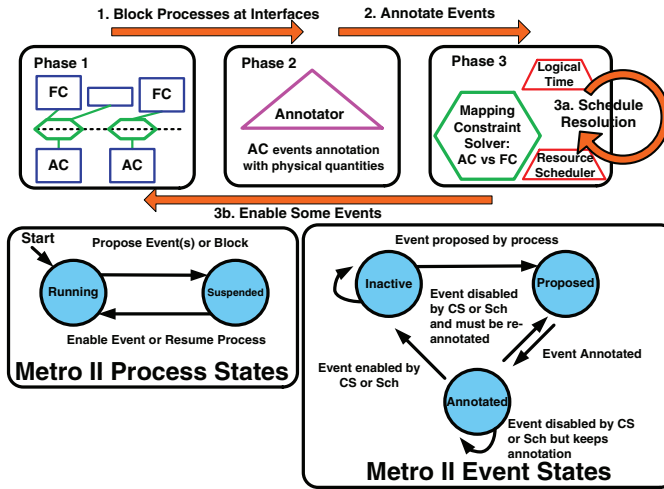 1. Block Processes at Interfaces
2. Annotate Events
Phase 1
FC
FC
AC
AC
Phase 2
Annotator
AC events annotation
with physical quantities
Phase 3
Logical
Time
Mapping
Constraint
Solver:
AC vs FC
3a. Schedule
Resolution
Resource
Scheduler
3b. Enable Some Events
Start
Propose Event(s) or Block
Running
Suspended
Enable Event or Resume Process
Metro II Process States
Event proposed by process
Inactive
Proposed
Event disabled
by CS or Sch
and must be re-
annotated
Event Annotated
Event enabled by
CS or Sch
Annotated
Event disabled by CS
or Sch but keeps
annotation
Metro II Event States